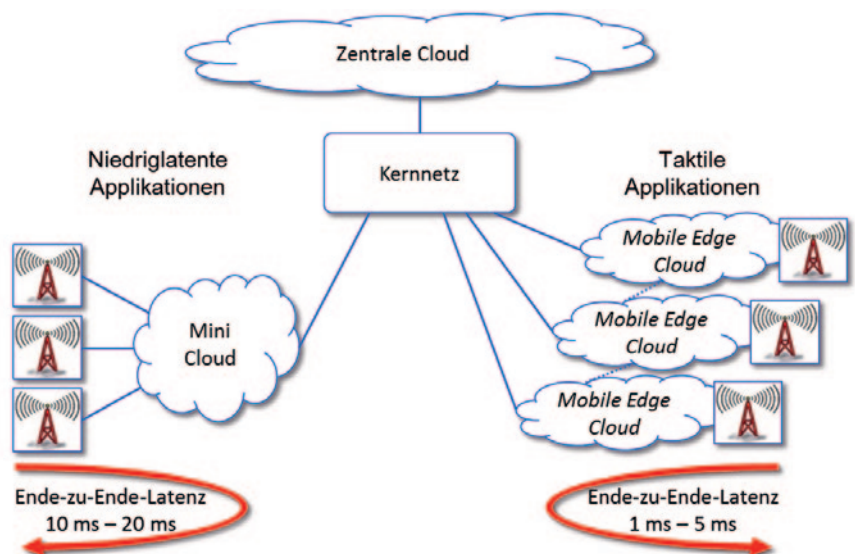 Zentrale Cloud
Niedriglatente
Applikationen
Kernnetz
Taktile
Applikationen
Mobile Edge
Cloud
Mini
Cloud
Mobile Edge
Cloud
Mobile Edge
Cloud
Ende-zu-Ende-Latenz
10 ms – 20 ms
Ende-zu-Ende-Latenz
1 ms – 5 ms